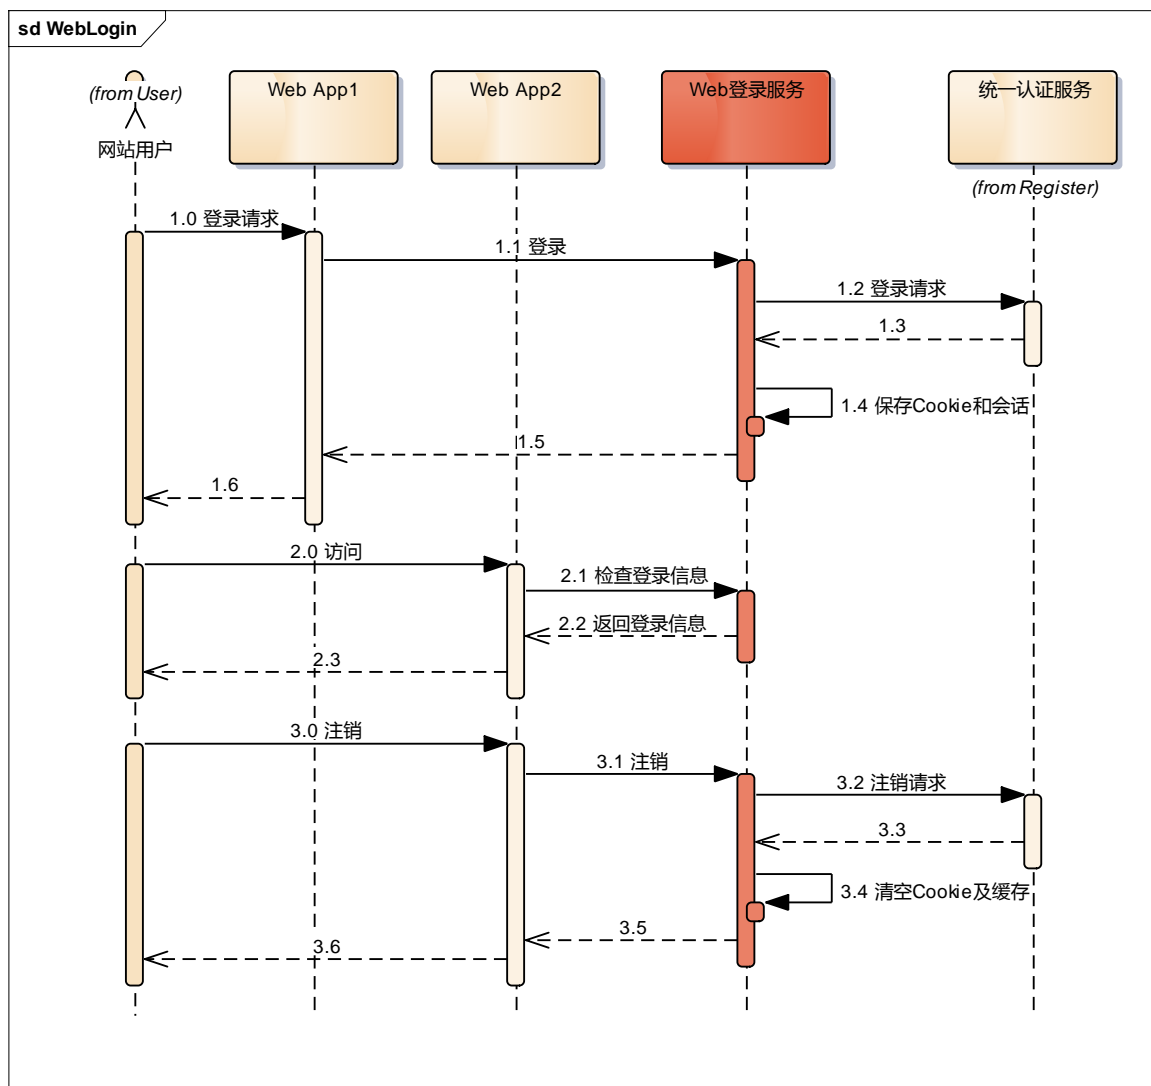 sd WebLogin
(from User)
网站用户
Web App1
Web App2
Web登录服务
统一认证服务
(from Register)
1.0 登录请求
1.1 登录
1.2 登录请求
1.3
1.4 保存Cookie和会话
1.5
1.6
2.0 访问
2.1 检查登录信息
2.2 返回登录信息
2.3
3.0 注销
3.1 注销
3.2 注销请求
3.3
3.4 清空Cookie及缓存
3.5
3.6